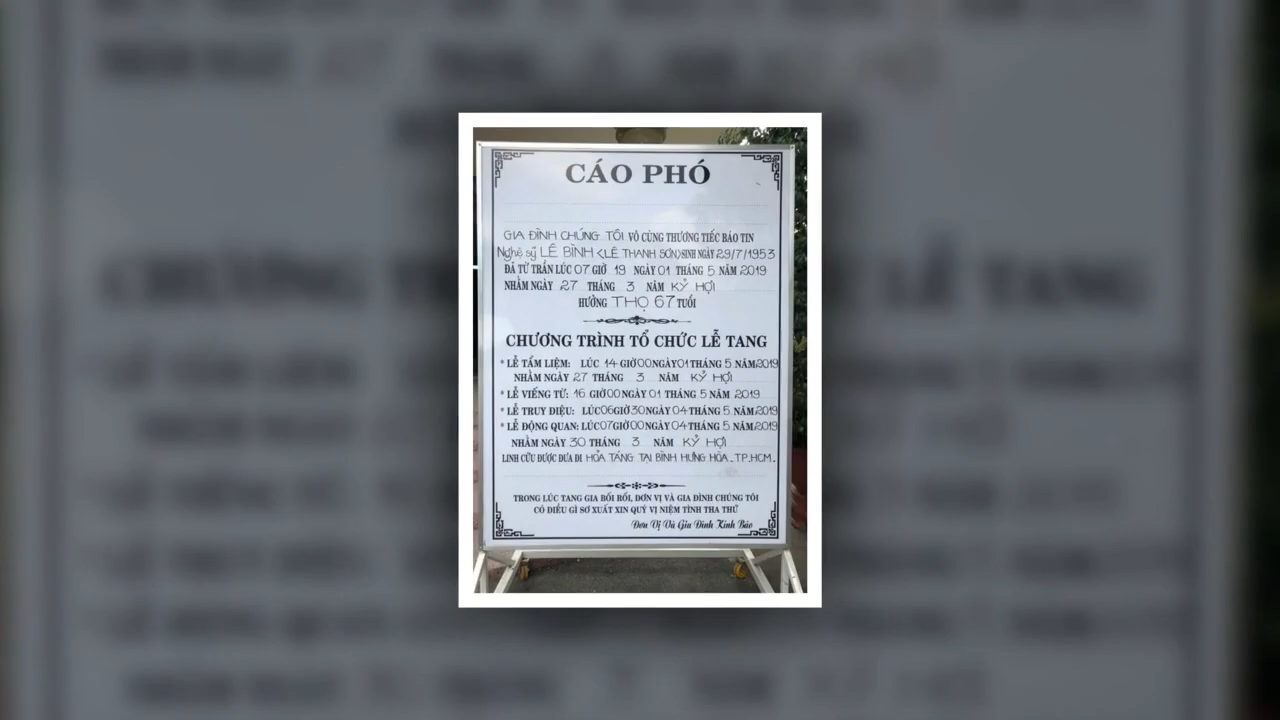 CÁO PHÓ
GIA ĐÌNH CHÚNG TÔI VÔ CÙNG THƯƠNG TIẾC BÁO TIN
Nghệ sỹ LÊ BÌNH <LÊ THANH SƠN> SINH NGÀY 29/7/1953
ĐÃ TỪ TRẦN LÚC 07 GIỜ 19 NGÀY 01 THÁNG 5 NĂM 2019
NHẰM NGÀY 27 THÁNG 3 NĂM KỶ HỢI
HƯỞNG THỌ 67 TUỔI
CHƯƠNG TRÌNH TỔ CHỨC LỄ TANG
* LỄ TẨM LIỆM: LÚC 14 GIỜ 00 NGÀY 01 THÁNG 5 NĂM 2019
NHẰM NGÀY 27 THÁNG 3 NĂM KỶ HỢI
* LỄ VIẾNG TỪ: 16 GIỜ 00 NGÀY 01 THÁNG 5 NĂM 2019
* LỄ TRUY ĐIỆU: LÚC 06 GIỜ 30 NGÀY 04 THÁNG 5 NĂM 2019
* LỄ ĐỘNG QUAN: LÚC 07 GIỜ 00 NGÀY 04 THÁNG 5 NĂM 2019
NHẰM NGÀY 30 THÁNG 3 NĂM KỶ HỢI
LINH CỮU ĐƯỢC ĐƯA ĐI HỎA TÁNG TẠI BÌNH HƯNG HÒA_TP.HCM.
TRONG LÚC TANG GIA BỐI RỐI, ĐƠN VỊ VÀ GIA ĐÌNH CHÚNG TÔI
CÓ ĐIỀU GÌ SƠ XUẤT XIN QUÝ VỊ NIỆM TÌNH THA THỨ
Đơn Vị Và Gia Đình Kính Báo